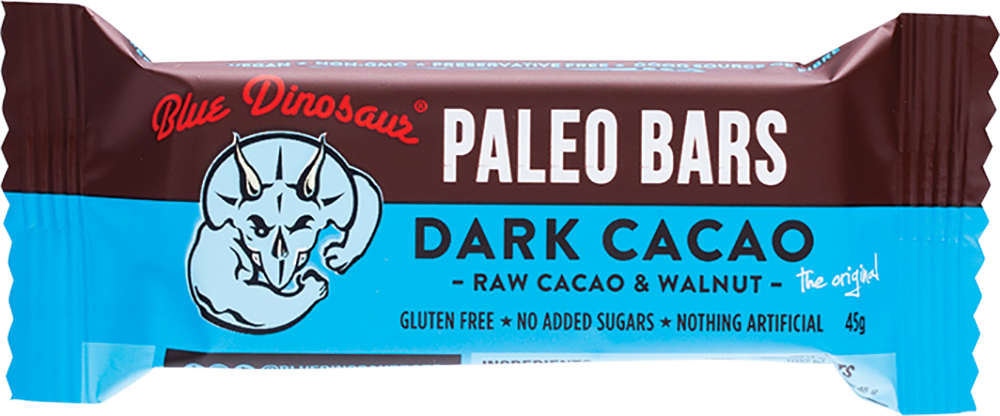 VEGAN ★ NON-GMO ★ PRESERVATIVE FREE ★ GOOD SOURCE OF FIBRE
Blue Dinosaur®
PALEO BARS
DARK CACAO
– RAW CACAO & WALNUT –
the original
GLUTEN FREE ★ NO ADDED SUGARS ★ NOTHING ARTIFICIAL 45g
INGREDIENTS